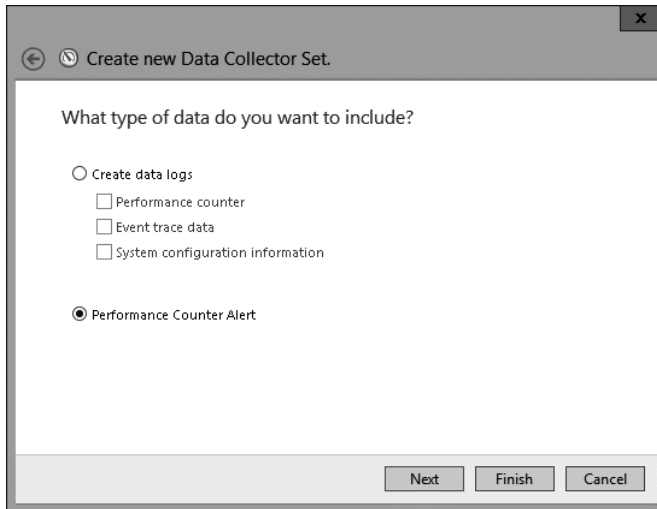 x
Create new Data Collector Set.
What type of data do you want to include?
Create data logs
Performance counter
Event trace data
System configuration information
Performance Counter Alert
Next Finish Cancel